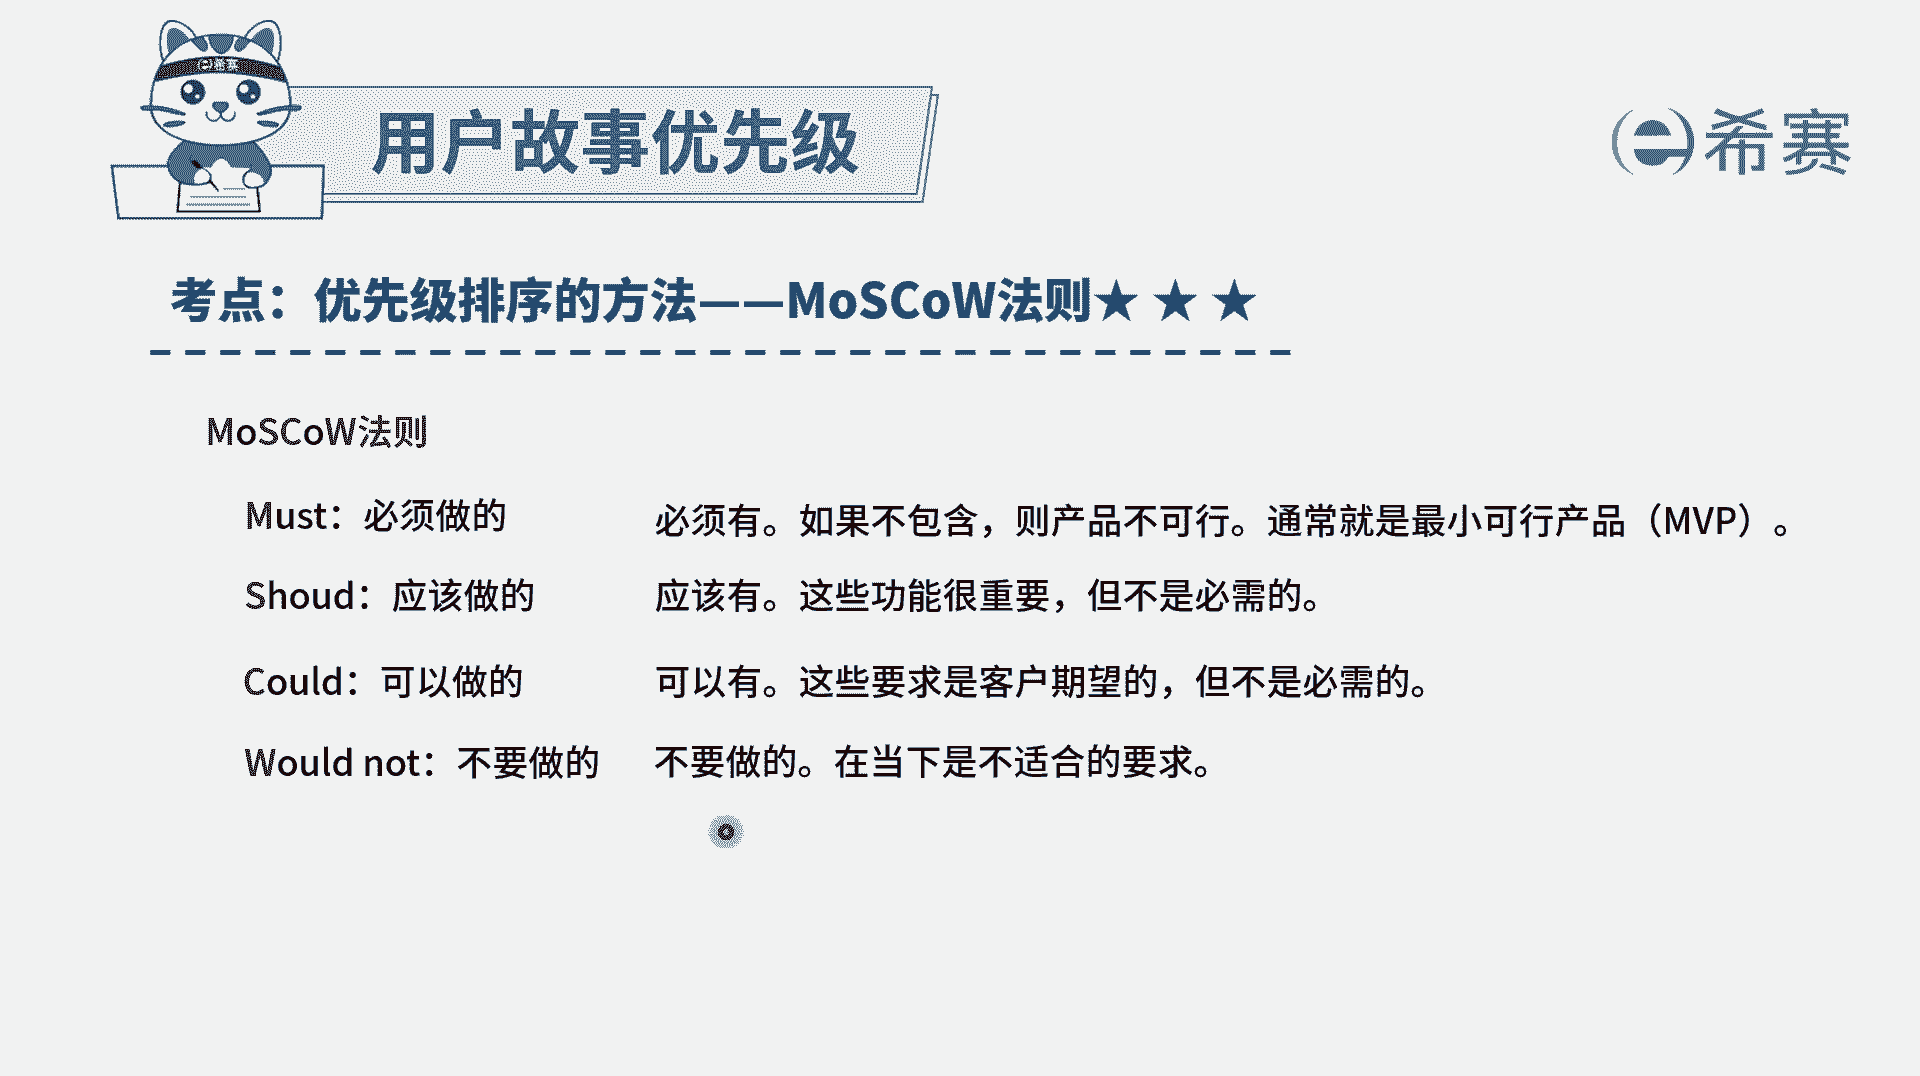 希赛
用户故事优先级
希赛
考点：优先级排序的方法——MoSCoW法则★ ★ ★
MoSCoW法则
Must：必须做的 必须有。如果不包含，则产品不可行。通常就是最小可行产品（MVP）。
Shoud：应该做的 应该有。这些功能很重要，但不是必需的。
Could：可以做的 可以有。这些要求是客户期望的，但不是必需的。
Would not：不要做的 不要做的。在当下是不适合的要求。